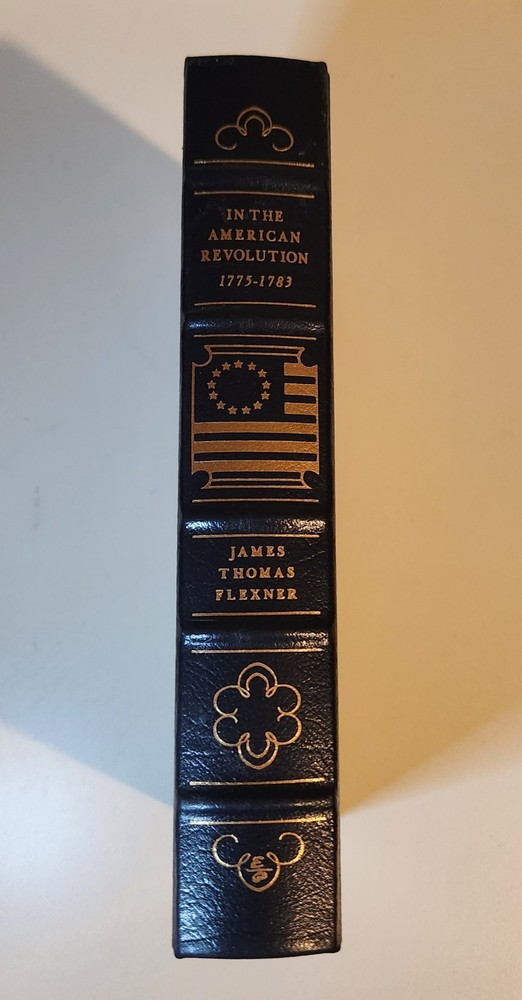 IN THE
AMERICAN
REVOLUTION
1775-1783
JAMES
THOMAS
FLEXNER